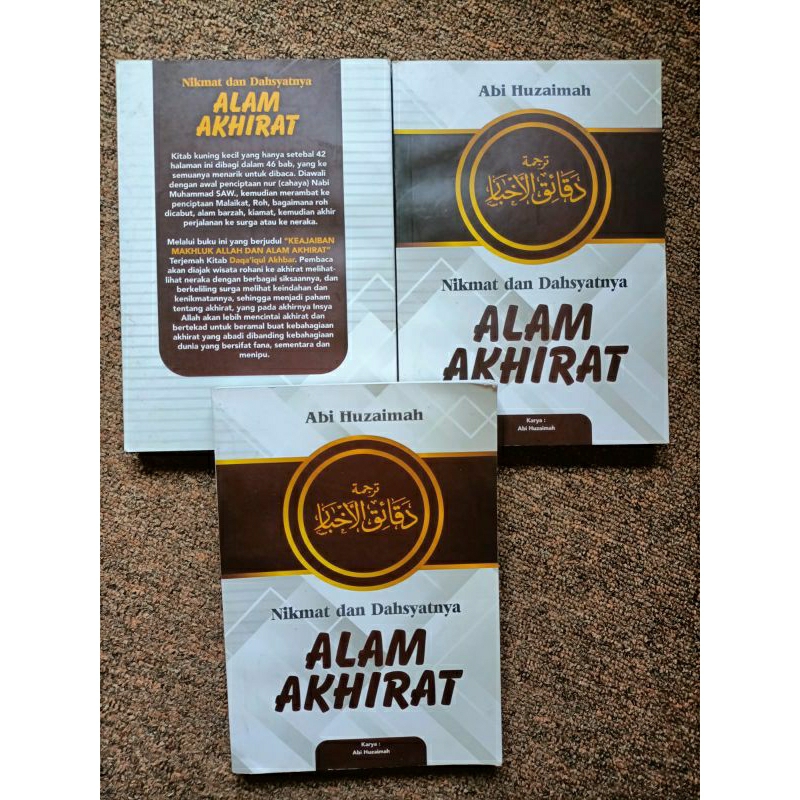 Nikmat dan Dahsyatnya
ALAM
AKHIRAT
Kitab kuning kecil yang hanya setebal 42
halaman ini dibagi dalam 46 bab, yang ke
semuanya menarik untuk dibaca. Diawali
dengan awal penciptaan nur (cahaya) Nabi
Muhammad SAW., kemudian merambat ke
penciptaan Malaikat, Roh, bagaimana roh
dicabut, alam barzah, kiamat, kemudian akhir
perjalanan ke surga atau ke neraka.
Melalui buku ini yang berjudul "KEAJAIBAN
MAKHLUK ALLAH DAN ALAM AKHIRAT"
Terjemah Kitab Daqa'iqul Akhbar. Pembaca
akan diajak wisata rohani ke akhirat melihat-
lihat neraka dengan berbagai siksaannya, dan
berkeliling surga melihat keindahan dan
kenikmatannya, sehingga menjadi paham
tentang akhirat, yang pada akhirnya Insya
Allah akan lebih mencintai akhirat dan
bertekad untuk beramal buat kebahagiaan
akhirat yang abadi dibanding kebahagiaan
dunia yang bersifat fana, sementara dan
menipu.
Abi Huzaimah
ترجمة
دقائق الأخبار
Nikmat dan Dahsyatnya
ALAM
AKHIRAT
Karya :
Abi Huzaimah
Abi Huzaimah
ترجمة
دقائق الأخبار
Nikmat dan Dahsyatnya
ALAM
AKHIRAT
Karya :
Abi Huzaimah